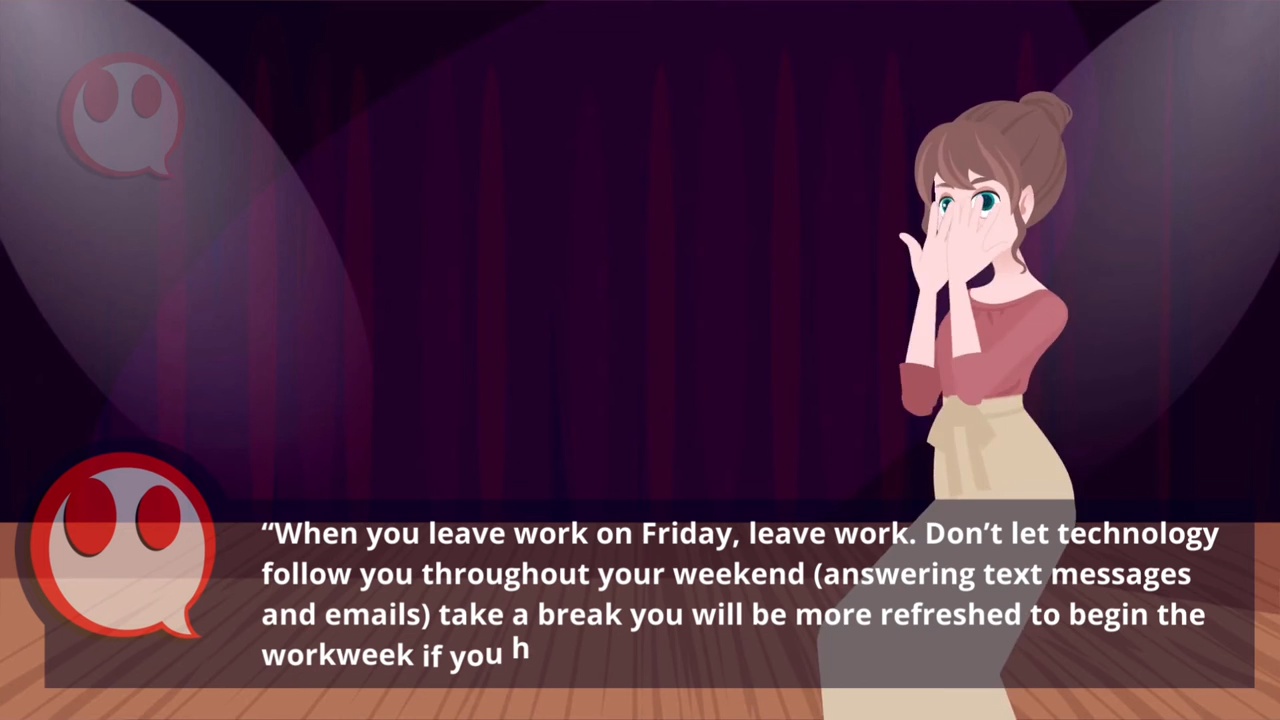 “When you leave work on Friday, leave work. Don’t let technology
follow you throughout your weekend (answering text messages
and emails) take a break you will be more refreshed to begin the
workweek if you h